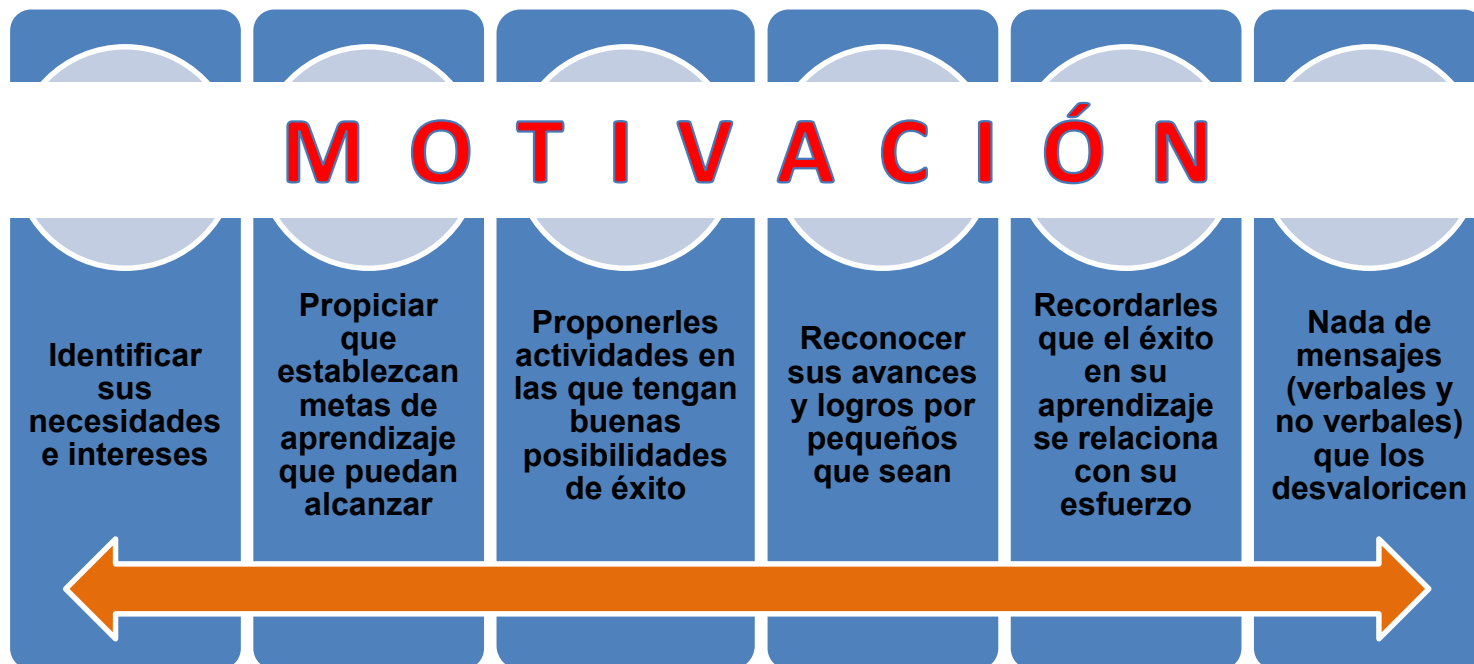 M O T I V A C I Ó N
Identificar
sus
necesidades
e intereses
Propiciar
que
establezcan
metas de
aprendizaje
que puedan
alcanzar
Proponerles
actividades en
las que tengan
buenas
posibilidades
de éxito
Reconocer
sus avances
y logros por
pequeños
que sean
Recordarles
que el éxito
en su
aprendizaje
se relaciona
con su
esfuerzo
Nada de
mensajes
(verbales y
no verbales)
que los
desvaloricen